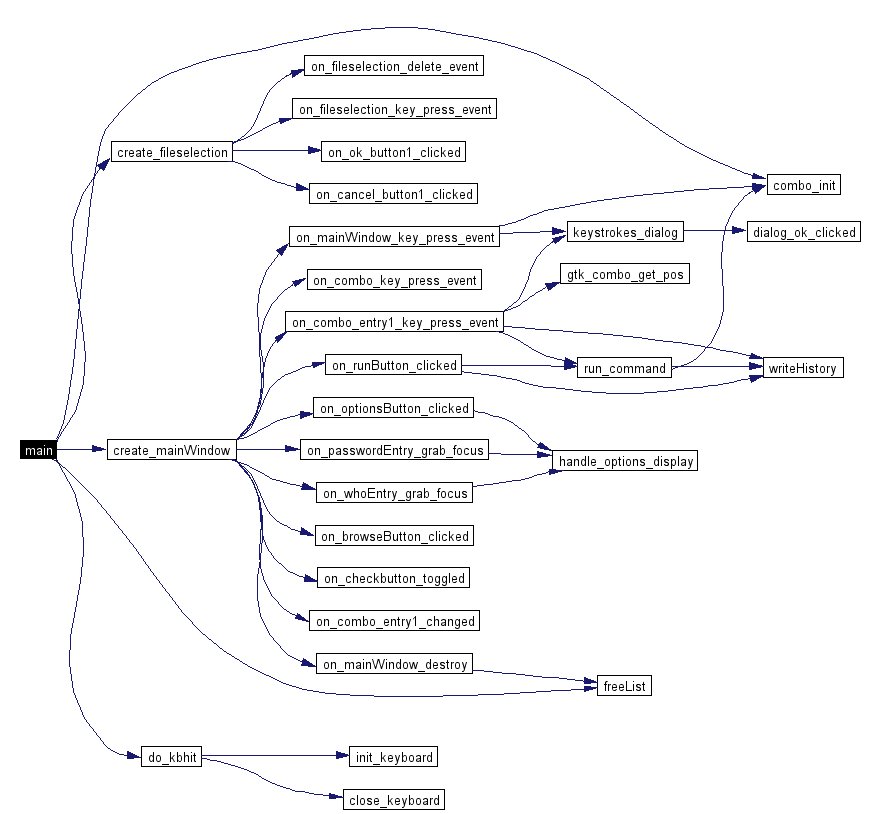 on_fileselection_delete_event
on_fileselection_key_press_event
create_fileselection
on_ok_button1_clicked
on_cancel_button1_clicked
combo_init
on_mainWindow_key_press_event
keystrokes_dialog
dialog_ok_clicked
on_combo_key_press_event
gtk_combo_get_pos
on_combo_entry1_key_press_event
on_runButton_clicked
run_command
writeHistory
on_optionsButton_clicked
main
create_mainWindow
on_passwordEntry_grab_focus
handle_options_display
on_whoEntry_grab_focus
on_browseButton_clicked
on_checkbutton_toggled
on_combo_entry1_changed
on_mainWindow_destroy
freeList
do_kbhit
init_keyboard
close_keyboard